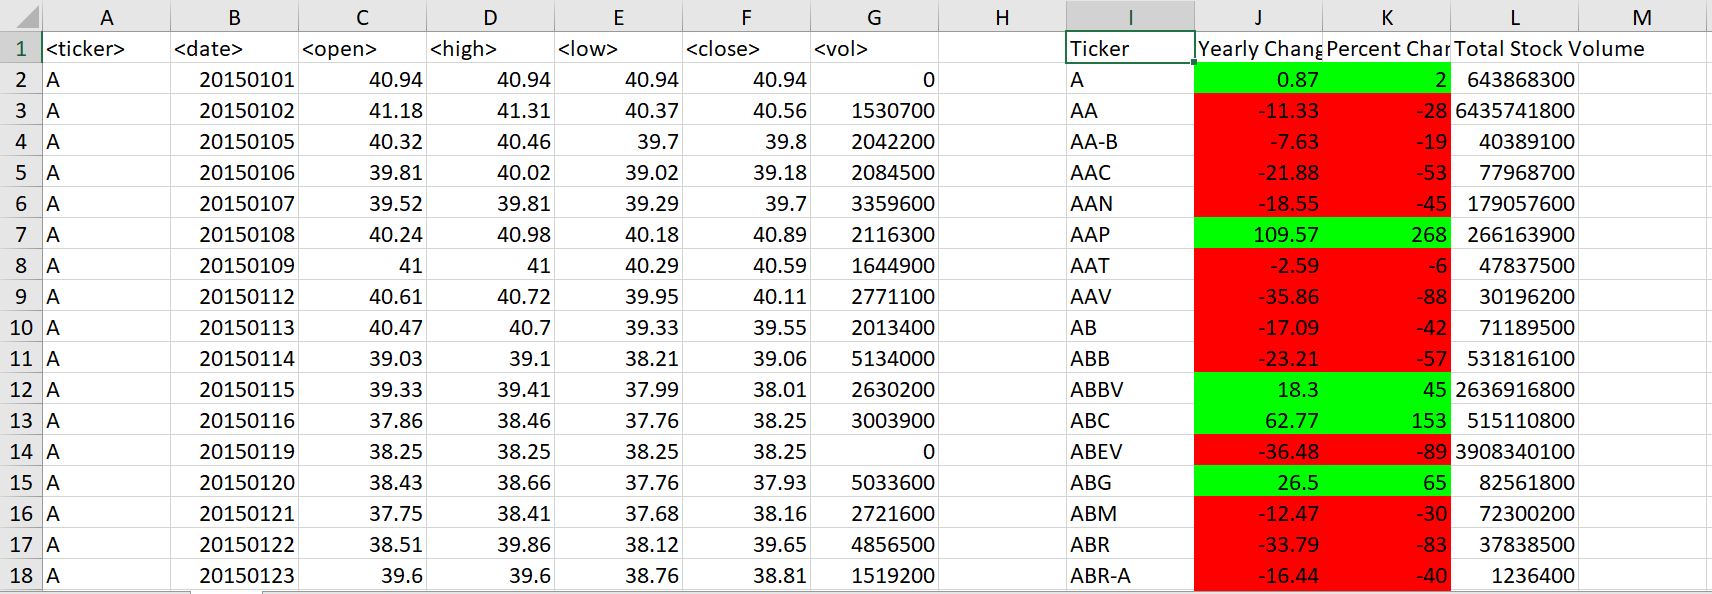 A B C D E F G H I J K L M
1 <ticker> <date> <open> <high> <low> <close> <vol> Ticker Yearly Chang Percent Char Total Stock Volume
2 A 20150101 40.94 40.94 40.94 40.94 0 A 0.87 2 643868300
3 A 20150102 41.18 41.31 40.37 40.56 1530700 AA -11.33 -28 6435741800
4 A 20150105 40.32 40.46 39.7 39.8 2042200 AA-B -7.63 -19 40389100
5 A 20150106 39.81 40.02 39.02 39.18 2084500 AAC -21.88 -53 77968700
6 A 20150107 39.52 39.81 39.29 39.7 3359600 AAN -18.55 -45 179057600
7 A 20150108 40.24 40.98 40.18 40.89 2116300 AAP 109.57 268 266163900
8 A 20150109 41 41 40.29 40.59 1644900 AAT -2.59 -6 47837500
9 A 20150112 40.61 40.72 39.95 40.11 2771100 AAV -35.86 -88 30196200
10 A 20150113 40.47 40.7 39.33 39.55 2013400 AB -17.09 -42 71189500
11 A 20150114 39.03 39.1 38.21 39.06 5134000 ABB -23.21 -57 531816100
12 A 20150115 39.33 39.41 37.99 38.01 2630200 ABBV 18.3 45 2636916800
13 A 20150116 37.86 38.46 37.76 38.25 3003900 ABC 62.77 153 515110800
14 A 20150119 38.25 38.25 38.25 38.25 0 ABEV -36.48 -89 3908340100
15 A 20150120 38.43 38.66 37.76 37.93 5033600 ABG 26.5 65 82561800
16 A 20150121 37.75 38.41 37.68 38.16 2721600 ABM -12.47 -30 72300200
17 A 20150122 38.51 39.86 38.12 39.65 4856500 ABR -33.79 -83 37838500
18 A 20150123 39.6 39.6 38.76 38.81 1519200 ABR-A -16.44 -40 1236400